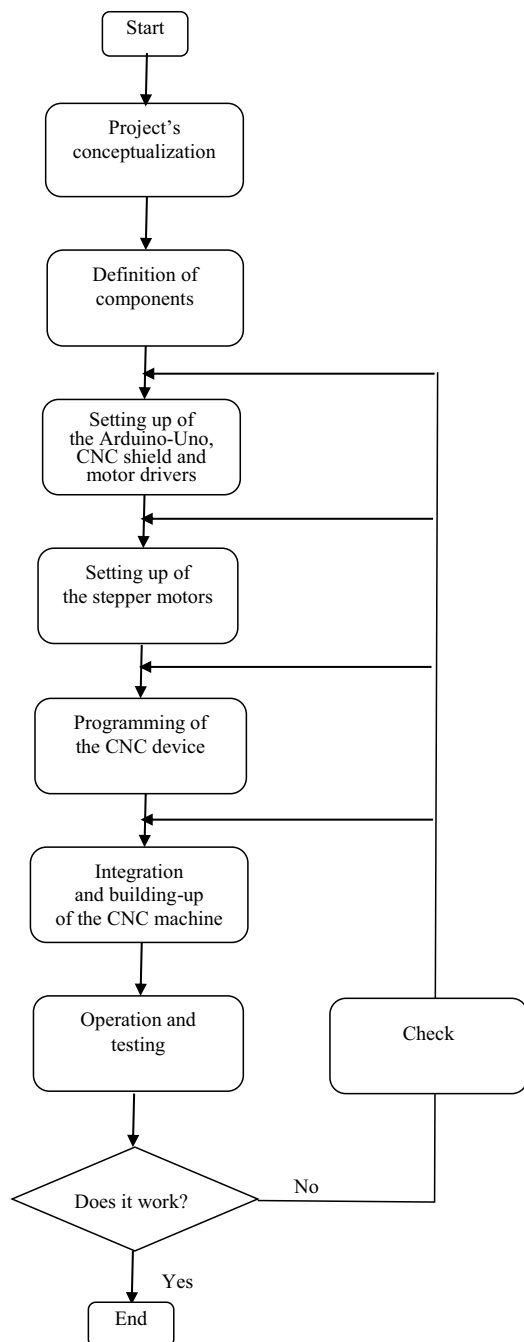 Start
Project’s
conceptualization
Definition of
components
Setting up of
the Arduino-Uno,
CNC shield and
motor drivers
Setting up of
the stepper motors
Programming of
the CNC device
Integration
and building-up
of the CNC machine
Operation and
testing
Check
Does it work?
No
Yes
End